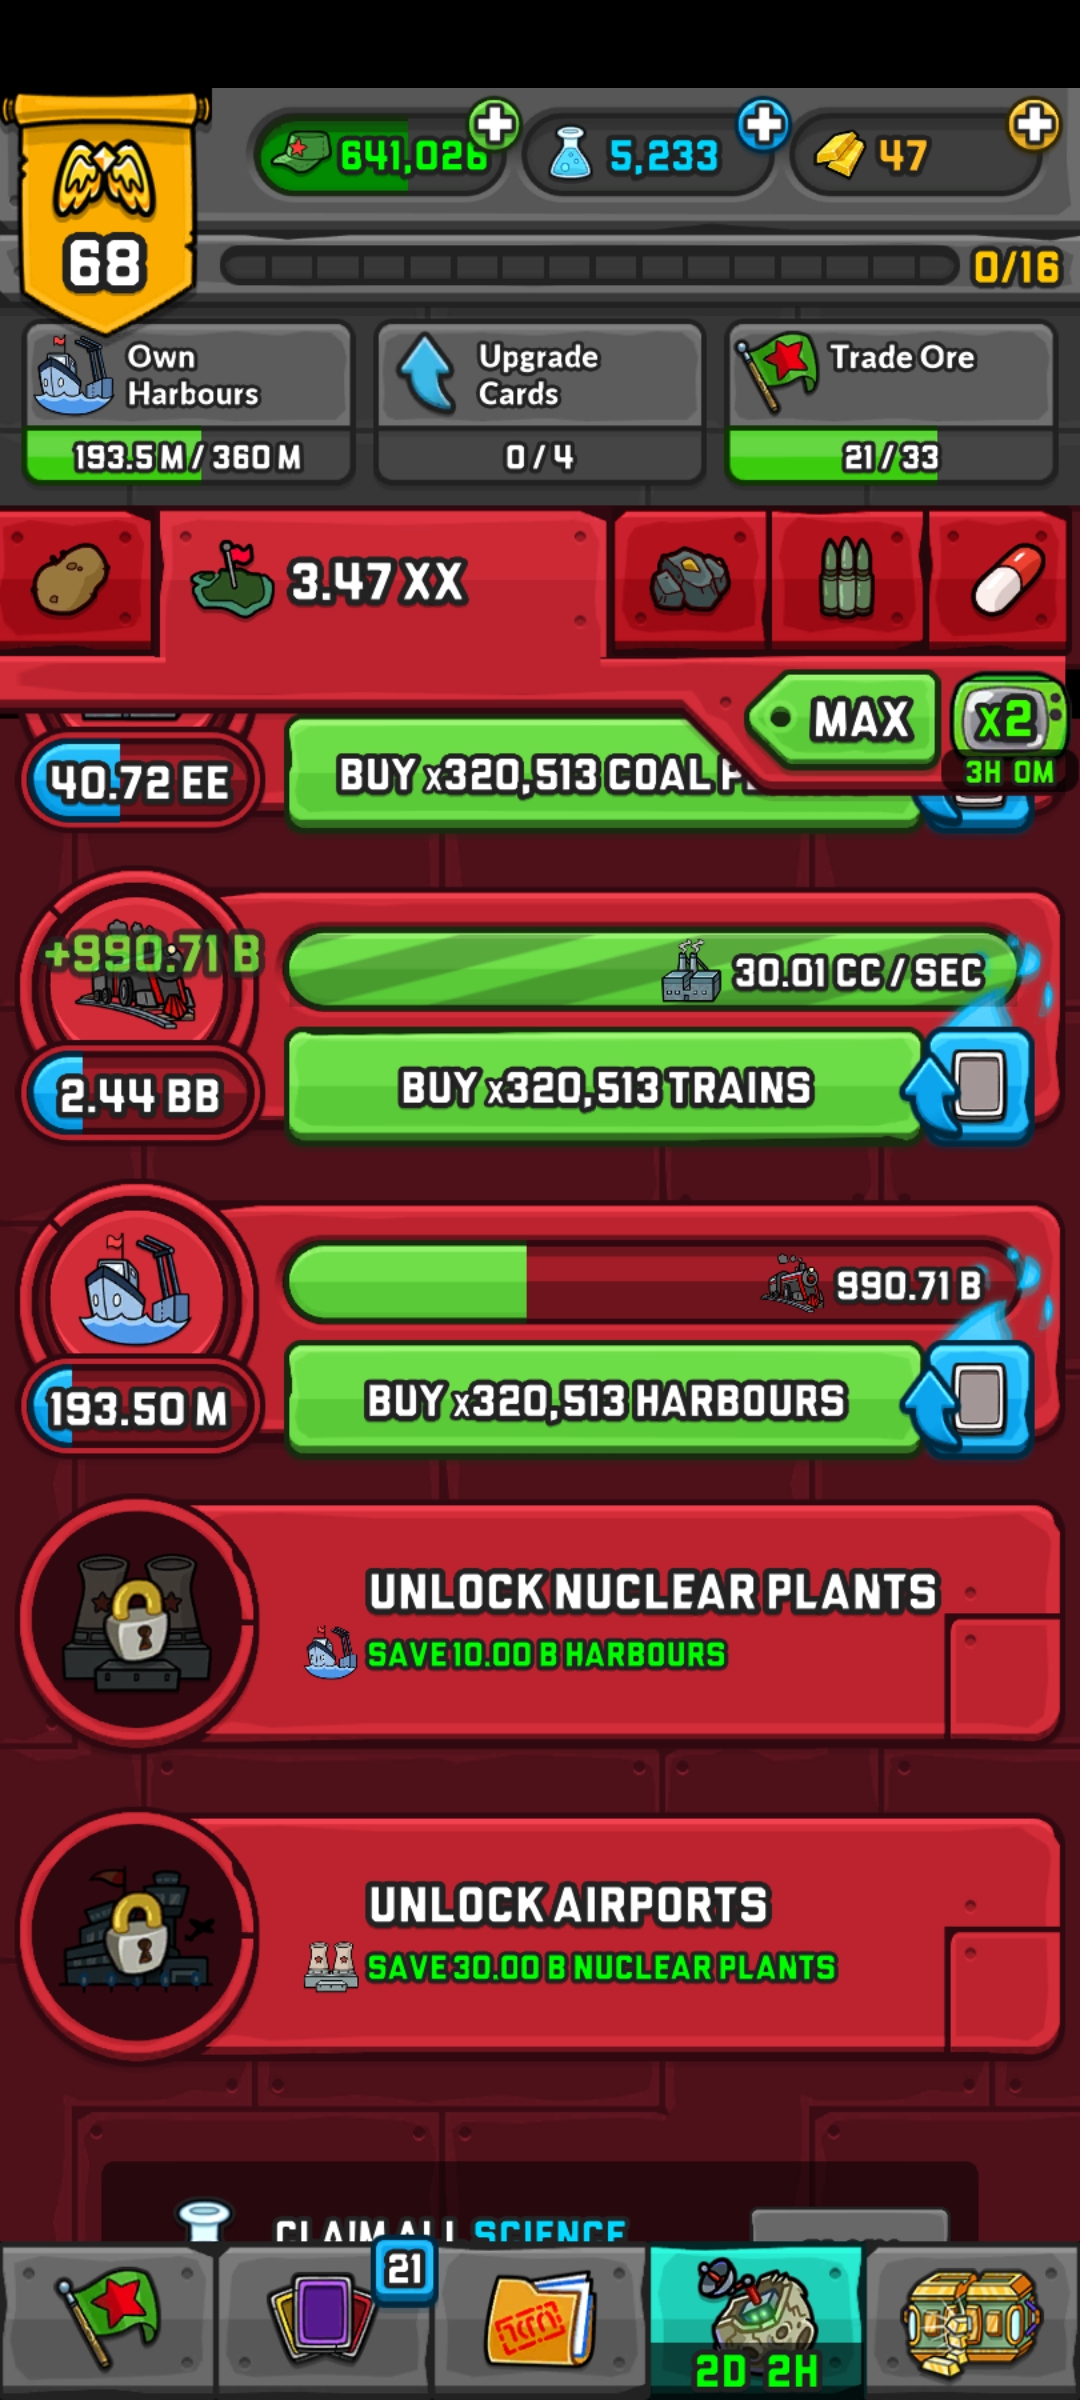 641,026
5,233
47
68
0/16
Own
Harbours
193.5 M / 360 M
Upgrade
Cards
0 / 4
Trade Ore
21 / 33
3.47 XX
MAX
x2
3H 0M
40.72 EE
BUY x320,513 COAL
+990.71 B
30.01 CC / SEC
2.44 BB
BUY x320,513 TRAINS
990.71 B
193.50 M
BUY x320,513 HARBOURS
UNLOCK NUCLEAR PLANTS
SAVE 10.00 B HARBOURS
UNLOCK AIRPORTS
SAVE 30.00 B NUCLEAR PLANTS
CLAIM ALL SCIENCE
21
2D 2H